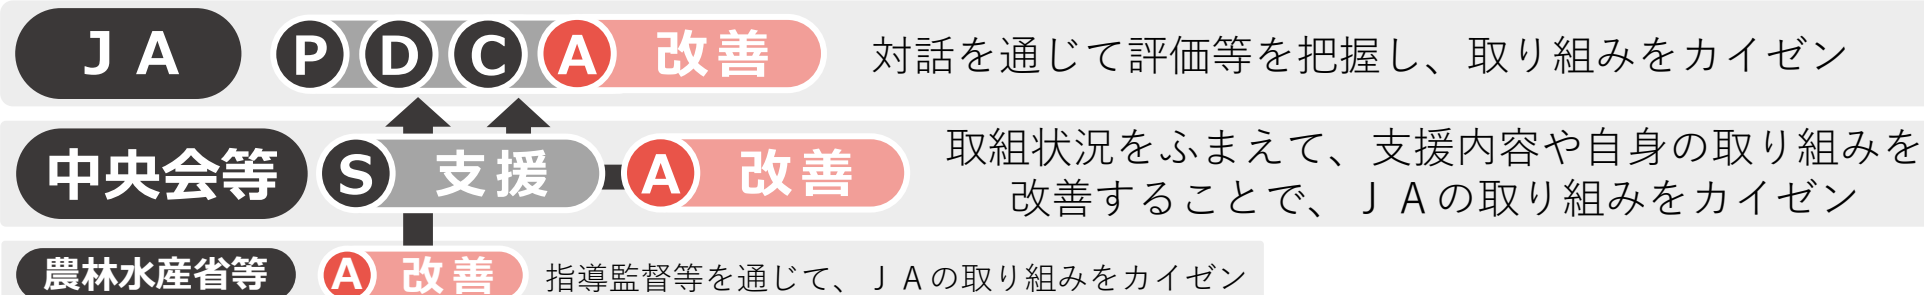 ＪＡ ＰＤＣＡ 改善 対話を通じて評価等を把握し、取り組みをカイゼン
中央会等 Ｓ 支援 Ａ 改善 取組状況をふまえて、支援内容や自身の取り組みを
改善することで、ＪＡの取り組みをカイゼン
農林水産省等 Ａ 改善 指導監督等を通じて、ＪＡの取り組みをカイゼン